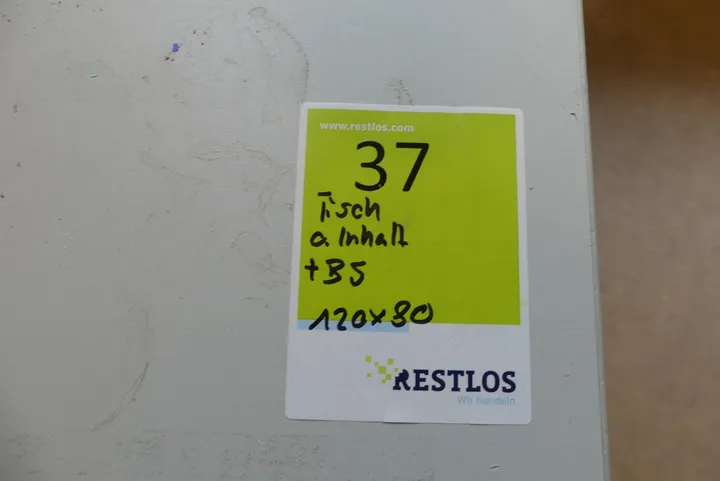 www.restlos.com
37
Tisch
o. Inhalt
+ BS
120x80
RESTLOS
Wir handeln.